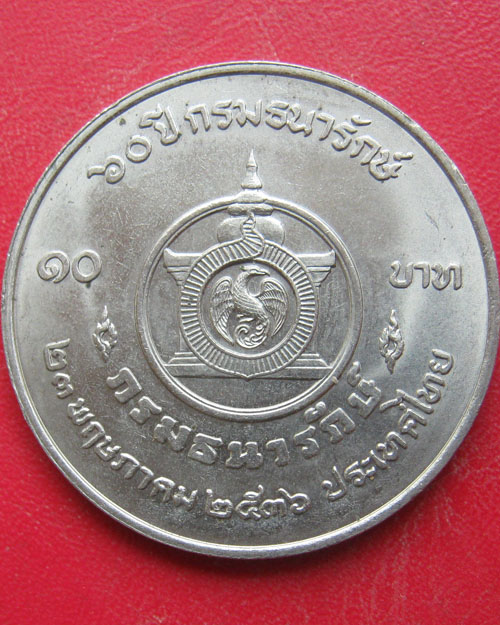 ๖๐ ปี กรมธนารักษ์
๑๐ บาท
กรมธนารักษ์
๒๓ พฤษภาคม ๒๕๓๖ ประเทศไทย